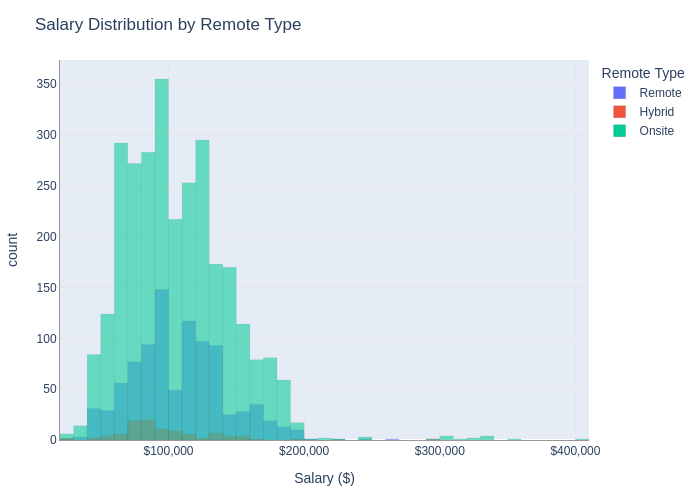 Salary Distribution by Remote Type
Remote Type
Remote
Hybrid
Onsite
350
300
250
200
150
100
50
0
count
$100,000
$200,000
$300,000
$400,000
Salary ($)